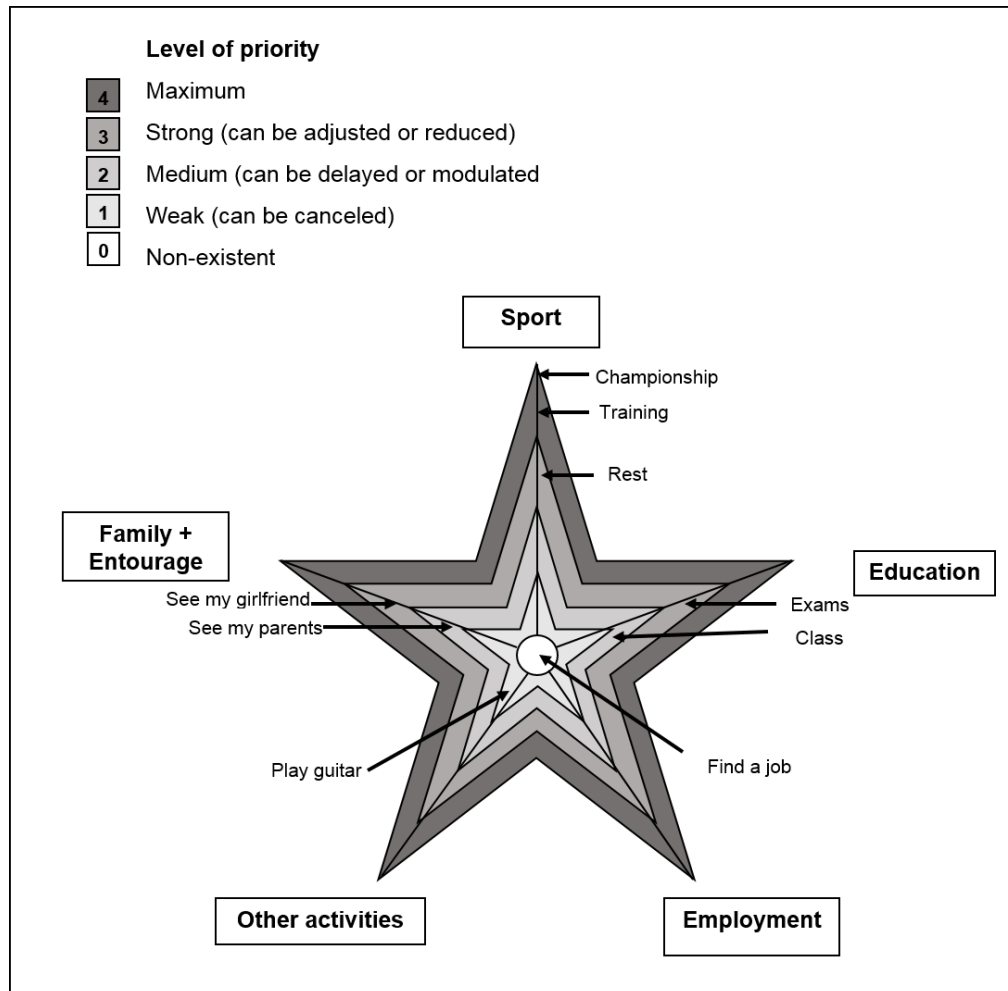 Level of priority
4 Maximum
3 Strong (can be adjusted or reduced)
2 Medium (can be delayed or modulated
1 Weak (can be canceled)
0 Non-existent
Sport
Championship
Training
Rest
Family +
Entourage
Education
See my girlfriend
See my parents
Exams
Class
Play guitar
Find a job
Other activities
Employment